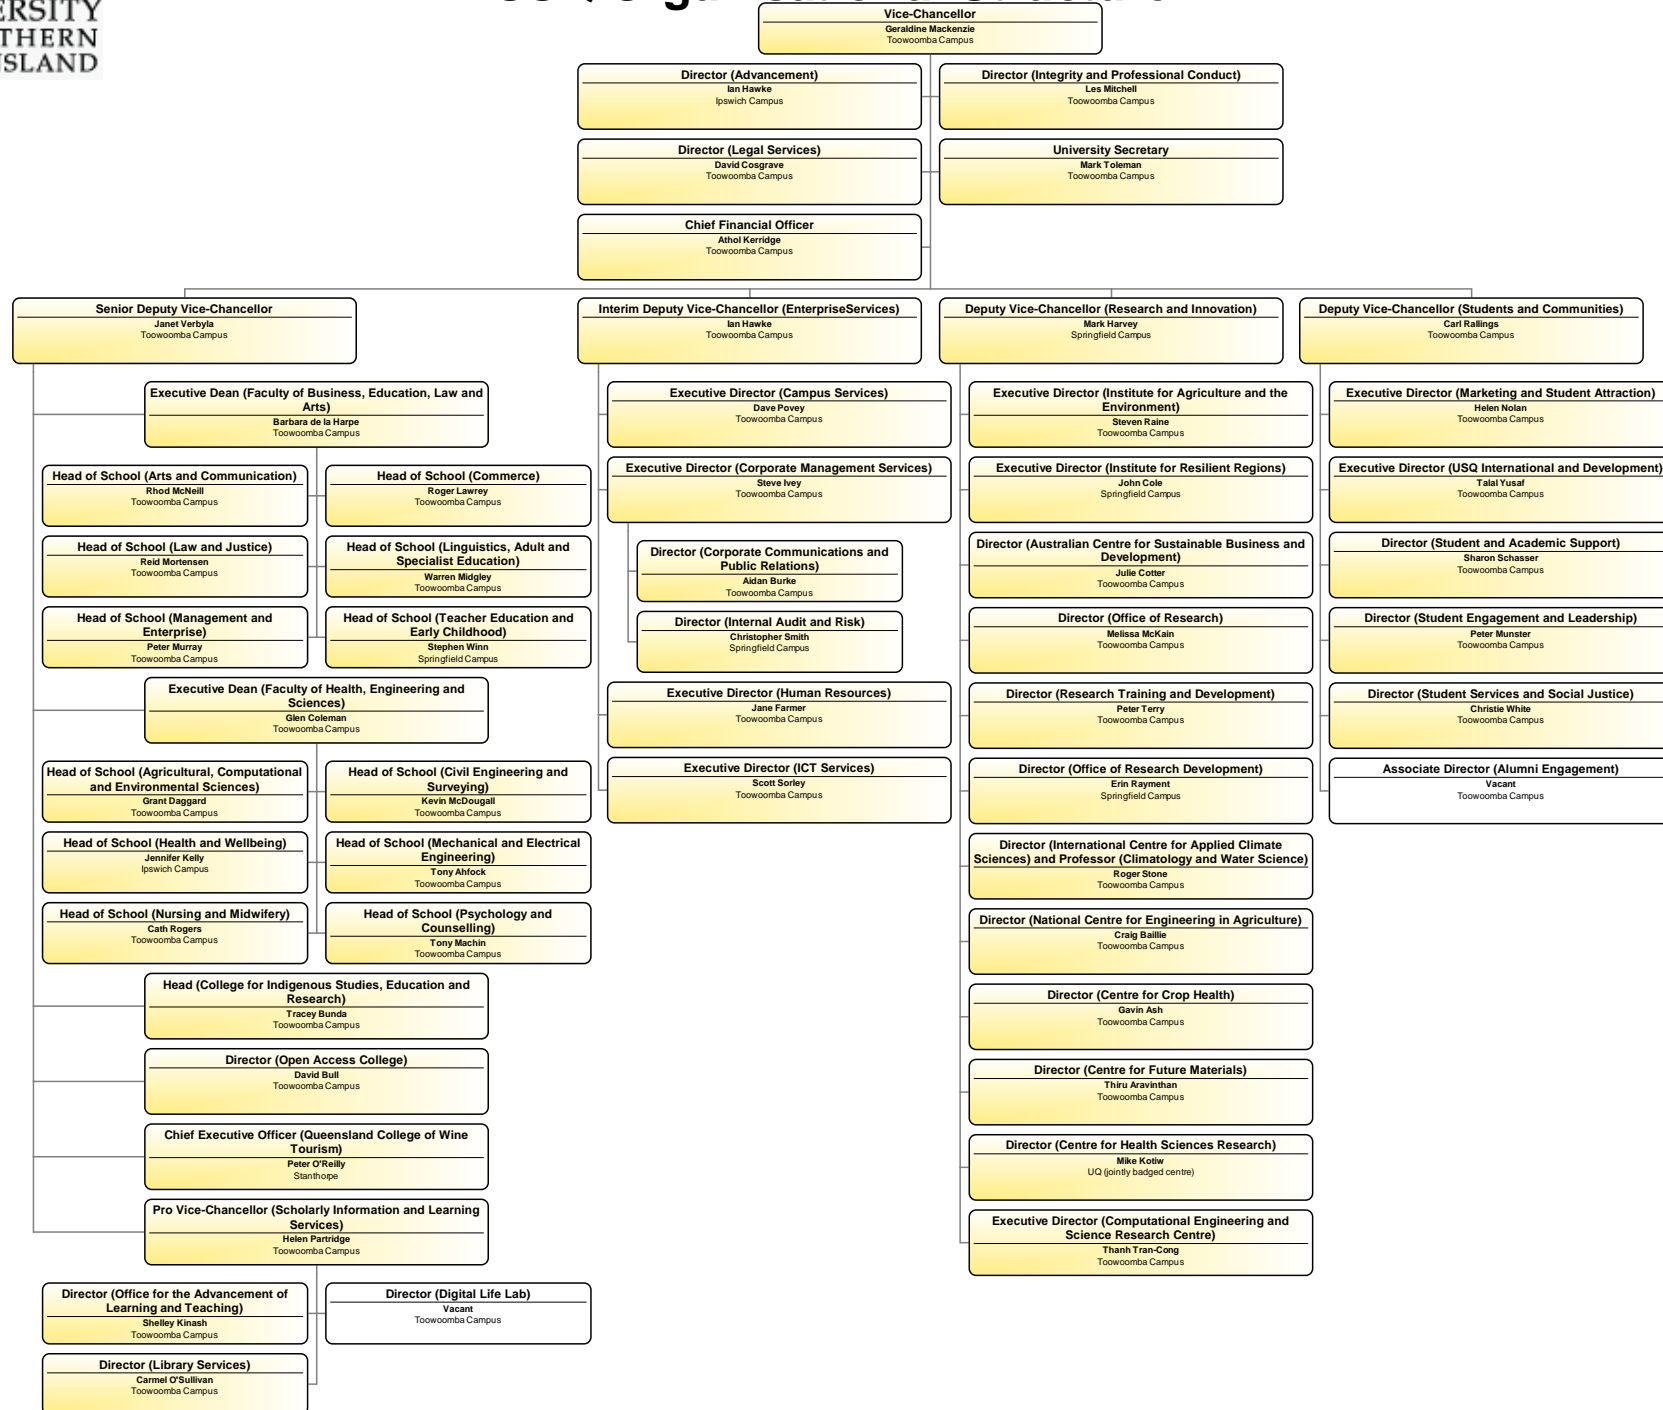 THERN
Vice-Chancellor
Geraldine Mackenzie
Toowoomba Campus
Director (Advancement)
Ian Hawke
Ipswich Campus
Director (Integrity and Professional Conduct)
Les Mitchell
Toowoomba Campus
Director (Legal Services)
David Cosgrave
Toowoomba Campus
University Secretary
Mark Toleman
Toowoomba Campus
Chief Financial Officer
Athol Kerridge
Toowoomba Campus
Senior Deputy Vice-Chancellor
Janet Verbyla
Toowoomba Campus
Executive Dean (Faculty of Business, Education, Law and
Arts)
Barbara de la Harpe
Toowoomba Campus
Head of School (Arts and Communication)
Rhod McNeill
Toowoomba Campus
Head of School (Commerce)
Roger Lawrey
Toowoomba Campus
Head of School (Law and Justice)
Reid Mortensen
Toowoomba Campus
Head of School (Linguistics, Adult and
Specialist Education)
Warren Midgley
Toowoomba Campus
Head of School (Management and
Enterprise)
Peter Murray
Toowoomba Campus
Head of School (Teacher Education and
Early Childhood)
Stephen Winn
Springfield Campus
Executive Dean (Faculty of Health, Engineering and
Sciences)
Glen Coleman
Toowoomba Campus
Head of School (Agricultural, Computational
and Environmental Sciences)
Grant Daggard
Toowoomba Campus
Head of School (Civil Engineering and
Surveying)
Kevin McDougall
Toowoomba Campus
Head of School (Health and Wellbeing)
Jennifer Kelly
Ipswich Campus
Head of School (Mechanical and Electrical
Engineering)
Tony Ahfock
Toowoomba Campus
Head of School (Nursing and Midwifery)
Cath Rogers
Toowoomba Campus
Head of School (Psychology and
Counselling)
Tony Machin
Toowoomba Campus
Head (College for Indigenous Studies, Education and
Research)
Tracey Bunda
Toowoomba Campus
Director (Open Access College)
David Bull
Toowoomba Campus
Chief Executive Officer (Queensland College of Wine
Tourism)
Peter O'Reilly
Stanthorpe
Pro Vice-Chancellor (Scholarly Information and Learning
Services)
Helen Partridge
Toowoomba Campus
Director (Office for the Advancement of
Learning and Teaching)
Shelley Kinash
Toowoomba Campus
Director (Digital Life Lab)
Vacant
Toowoomba Campus
Director (Library Services)
Carmel O'Sullivan
Toowoomba Campus
Interim Deputy Vice-Chancellor (EnterpriseServices)
Ian Hawke
Toowoomba Campus
Executive Director (Campus Services)
Dave Povey
Toowoomba Campus
Executive Director (Corporate Management Services)
Steve Ivey
Toowoomba Campus
Director (Corporate Communications and
Public Relations)
Aidan Burke
Toowoomba Campus
Director (Internal Audit and Risk)
Christopher Smith
Springfield Campus
Executive Director (Human Resources)
Jane Farmer
Toowoomba Campus
Executive Director (ICT Services)
Scott Sorley
Toowoomba Campus
Deputy Vice-Chancellor (Research and Innovation)
Mark Harvey
Springfield Campus
Executive Director (Institute for Agriculture and the
Environment)
Steven Raine
Toowoomba Campus
Executive Director (Institute for Resilient Regions)
John Cole
Springfield Campus
Director (Australian Centre for Sustainable Business and
Development)
Julie Cotter
Toowoomba Campus
Director (Office of Research)
Melissa McKain
Toowoomba Campus
Director (Research Training and Development)
Peter Terry
Toowoomba Campus
Director (Office of Research Development)
Erin Rayment
Springfield Campus
Director (International Centre for Applied Climate
Sciences) and Professor (Climatology and Water Science)
Roger Stone
Toowoomba Campus
Director (National Centre for Engineering in Agriculture)
Craig Baillie
Toowoomba Campus
Director (Centre for Crop Health)
Gavin Ash
Toowoomba Campus
Director (Centre for Future Materials)
Thiru Aravinthan
Toowoomba Campus
Director (Centre for Health Sciences Research)
Mike Kotiw
UQ (jointly badged centre)
Executive Director (Computational Engineering and
Science Research Centre)
Thanh Tran-Cong
Toowoomba Campus
Deputy Vice-Chancellor (Students and Communities)
Carl Rallings
Toowoomba Campus
Executive Director (Marketing and Student Attraction)
Helen Nolan
Toowoomba Campus
Executive Director (USQ International and Development)
Talal Yusaf
Toowoomba Campus
Director (Student and Academic Support)
Sharon Schasser
Toowoomba Campus
Director (Student Engagement and Leadership)
Peter Munster
Toowoomba Campus
Director (Student Services and Social Justice)
Christie White
Toowoomba Campus
Associate Director (Alumni Engagement)
Vacant
Toowoomba Campus